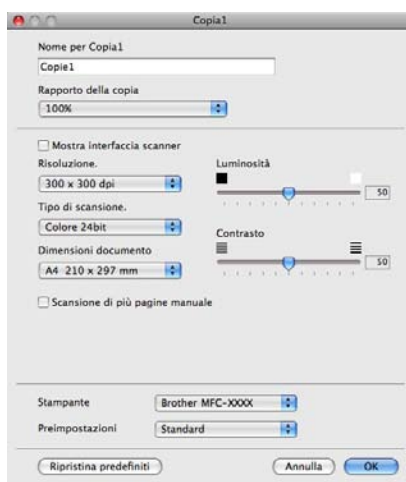 Copia1
Nome per Copia1
Copie1
Rapporto della copia
100%
Mostra interfaccia scanner
Risoluzione.
300 x 300 dpi
Tipo di scansione.
Colore 24bit
Dimensioni documento
A4 210 x 297 mm
Scansione di più pagine manuale
Luminosità
50
Contrasto
50
Stampante
Brother MFC-XXXX
Preimpostazioni
Standard
Ripristina predefiniti
Annulla
OK